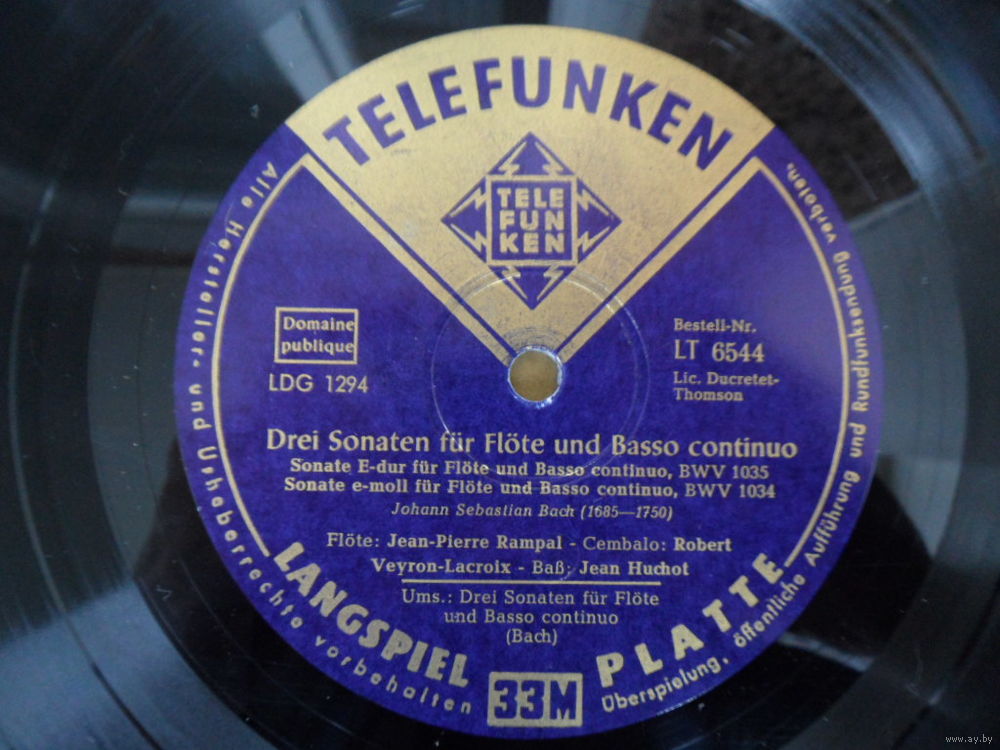 TELEFUNKEN
TELE
FUN
KEN
Domaine
publique
LDG 1294
Bestell-Nr.
LT 6544
Lic. Ducretet-
Thomson
Drei Sonaten für Flöte und Basso continuo
Sonate E-dur für Flöte und Basso continuo, BWV 1035
Sonate e-moll für Flöte und Basso continuo, BWV 1034
Johann Sebastian Bach (1685—1750)
Flöte: Jean-Pierre Rampal - Cembalo: Robert
Veyron-Lacroix - Baß: Jean Huchot
Ums.: Drei Sonaten für Flöte
und Basso continuo
(Bach)
LANGSPIEL
PLATTE
33M
Alle Hersteller- und Urheberrechte vorbehalten
Überspielung, öffentliche Aufführung und Rundfunksendung verboten.
www.ay.by